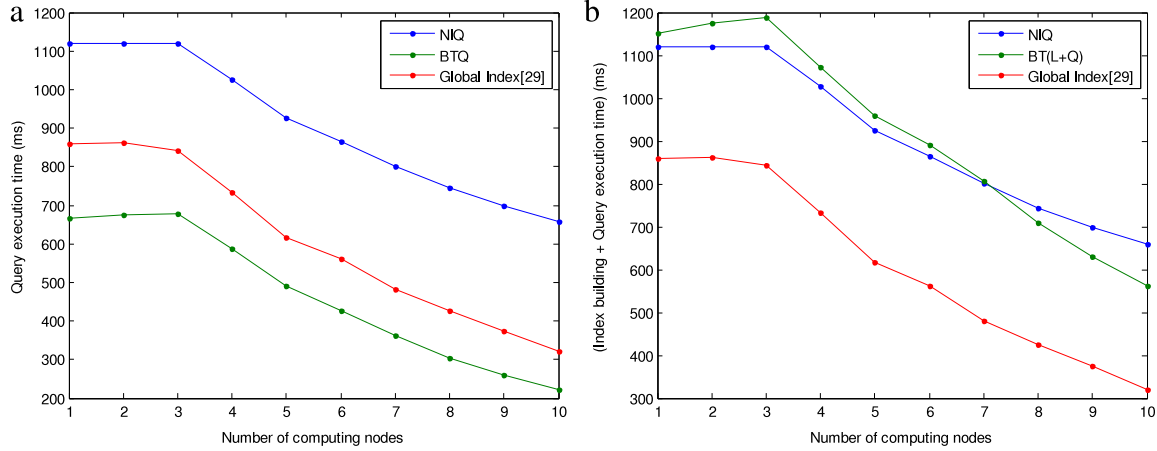 a
1200
1100
1000
900
800
700
600
500
400
300
200
Query execution time (ms)
1 2 3 4 5 6 7 8 9 10
Number of computing nodes
NIQ
BTQ
Global Index[29]
b
1200
1100
1000
900
800
700
600
500
400
300
(Index building + Query execution time) (ms)
1 2 3 4 5 6 7 8 9 10
Number of computing nodes
NIQ
BT(L+Q)
Global Index[29]